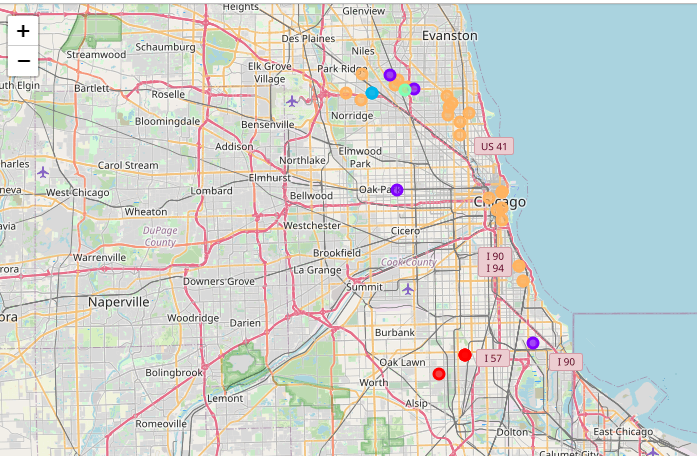 +
−
Heights
Glenview
Evanston
Des Plaines
Schaumburg
Niles
Streamwood
Elk Grove
Village
Park Ridge
uth Elgin
Bartlett
Roselle
Norridge
Bloomingdale
Bensenville
US 41
Addison
Northlake
Elmwood
Park
harles
Carol Stream
Elmhurst
neva
West Chicago
Lombard
Bellwood
Oak Pa
Chicago
Wheaton
avia
DuPage
County
Westchester
Cicero
Warrenville
Brookfield
Cook County
I 90
I 94
rora
La Grange
Downers Grove
Summit
Naperville
ora
Woodridge
Darien
Burbank
I 57
I 90
Oak Lawn
Bolingbrook
Worth
Lemont
Alsip
Romeoville
Dolton
East Chicago
Calumet City